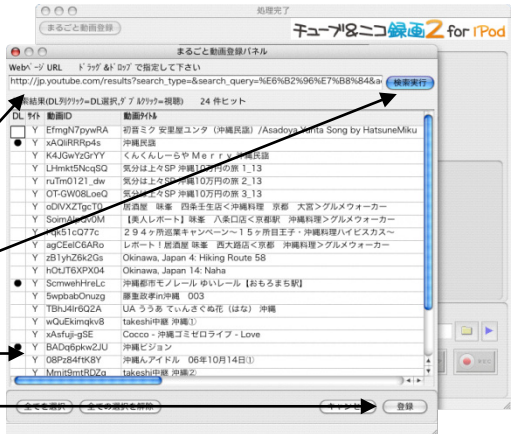 処理完了
まるごと動画登録
チューブ&ニコ録画2 for iPod
まるごと動画登録パネル
Webページ URL ドラッグ&ドロップで指定して下さい
http://jp.youtube.com/results?search_type=&search_query=%E6%B2%96%E7%B8%84&a
検索実行
索結果(DL列クリック=DL選択,ダブルクリック=視聴) 24 件ヒット
DL サイト 動画ID 動画タイトル
Y EfmgN7pywRA 初音ミク 安里屋ユンタ（沖縄民謡）/Asadoya Yunta Song by HatsuneMiku
● Y xAQliRRRp4s 沖縄民謡
Y K4JGwYzGrYY くんくんしーらや Ｍｅｒｒｙ 沖縄民謡
Y LHmkt5NcqSQ 気分は上々SP 沖縄10万円の旅 1_13
Y ruTm0121_dw 気分は上々SP 沖縄10万円の旅 2_13
Y OT-GW08LoeQ 気分は上々SP 沖縄10万円の旅 3_13
Y oDIVXZTgcT0 居酒屋 味峯 四条壬生店<沖縄料理 京都 大宮>グルメウォーカー
Y 【美人レポート】味峯 八条口店<京都駅 沖縄料理>グルメウォーカー
Y ２９４ヶ所巡業キャンペーン〜１５ヶ所目王子・沖縄料理ハイビスカス〜
Y agCEelC6ARo レポート！居酒屋 味峯 西大路店<京都 沖縄料理>グルメウォーカー
Y zB1yhZ6k2Gs Okinawa, Japan 4: Hiking Route 58
Y hOtJT6XPX04 Okinawa, Japan 14: Naha
● Y ScmwehHreLc 沖縄都市モノレール ゆいレール【おもろまち駅】
Y 5wpbabOnuzg 藤重政孝in沖縄 003
Y TBhJ4lr6Q2A UA ううあ てぃんさぐぬ花（はな） 沖縄
Y wQuEkimqkv8 takeshi中継 沖縄①
Y xAsfuji-gSE Cocco - 沖縄ゴミゼロライブ - Love
● Y BADq6pkw2JU 沖縄ビジョン
Y 08Pz84ftK8Y 沖縄んアイドル 06年10月14日①
Y Mmit9mtRDZg takeshi中継 沖縄②
全てを選択 全ての選択を解除 キャンセル 登録